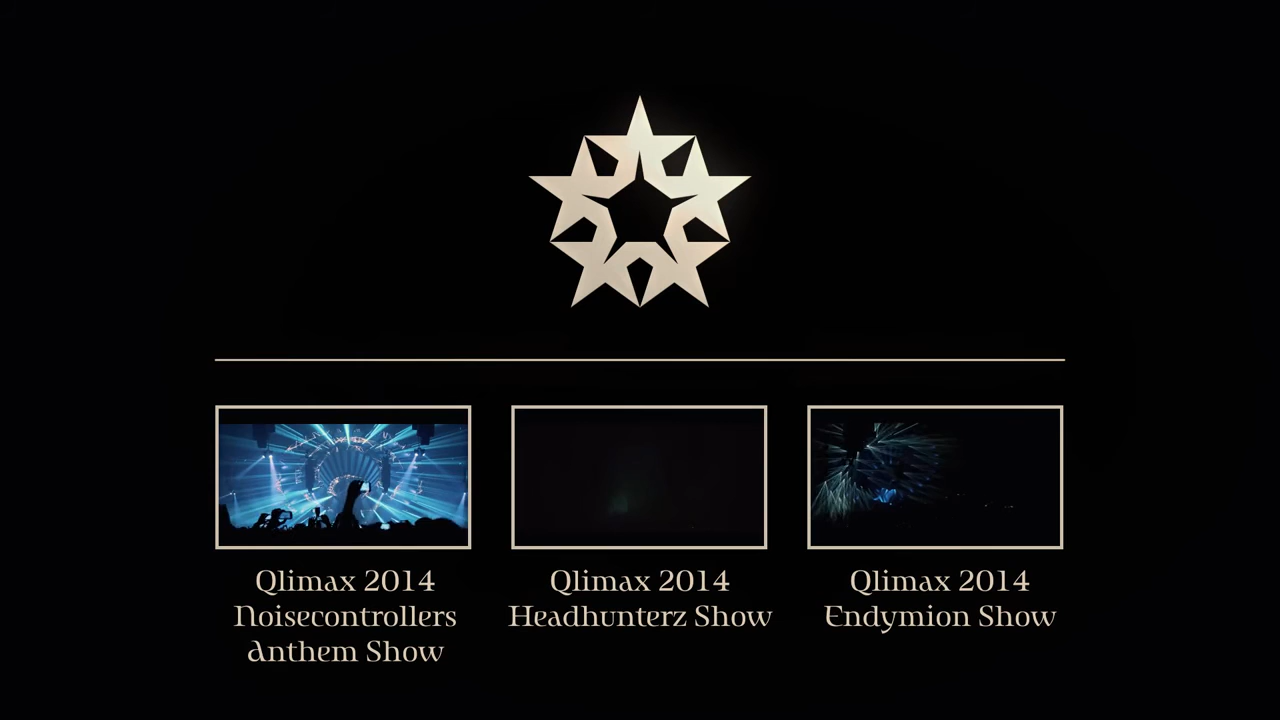 Qlimax 2014
Noisecontrollers
Anthem Show
Qlimax 2014
Headhunterz Show
Qlimax 2014
Endymion Show